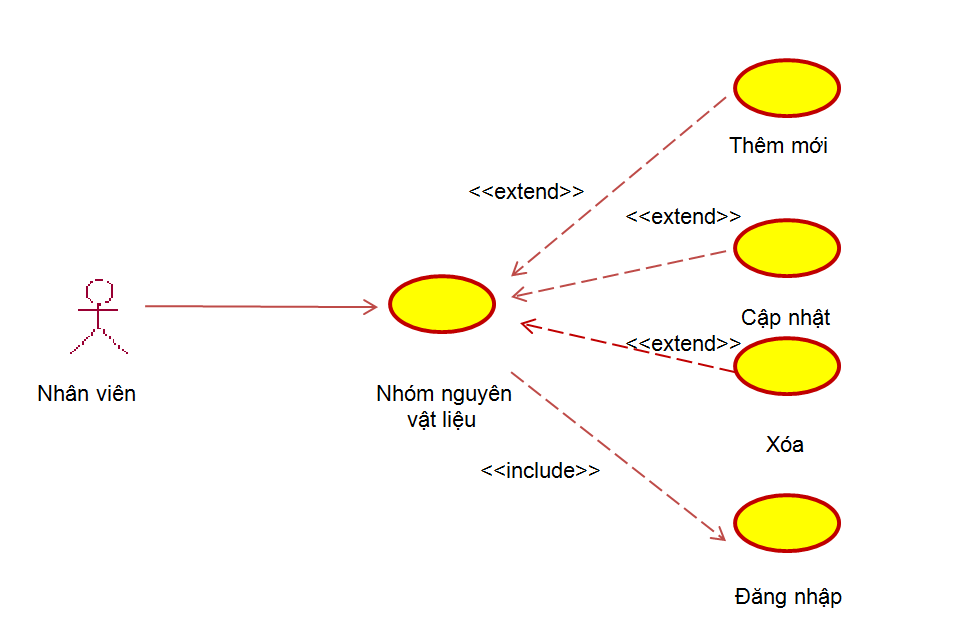 Thêm mới
<<extend>>
<<extend>>
Cập nhật
<<extend>>
Nhân viên
Nhóm nguyên
vật liệu
Xóa
<<include>>
Đăng nhập